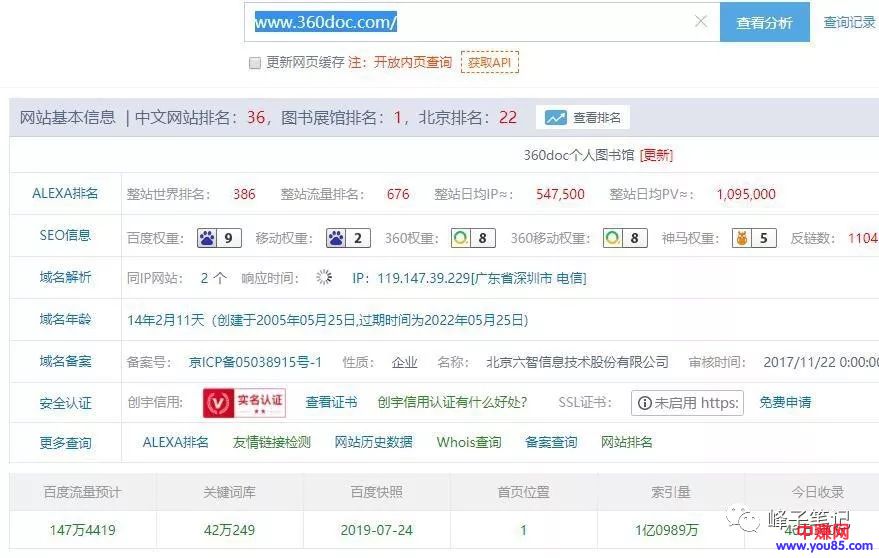 www.360doc.com/ × 查看分析 查询记录
更新网页缓存 注：开放内页查询 获取API
网站基本信息 | 中文网站排名：36，图书展馆排名：1，北京排名：22 查看排名
360doc个人图书馆 [更新]
ALEXA排名 整站世界排名： 386 整站流量排名： 676 整站日均IP≈： 547,500 整站日均PV≈： 1,095,000
SEO信息 百度权重： 9 移动权重： 2 360权重： 8 360移动权重： 8 神马权重： 5 反链数： 1104
域名解析 同IP网站： 2 个 响应时间： IP：119.147.39.229[广东省深圳市 电信]
域名年龄 14年2月11天（创建于2005年05月25日,过期时间为2022年05月25日）
域名备案 备案号： 京ICP备05038915号-1 性质： 企业 名称： 北京六智信息技术股份有限公司 审核时间： 2017/11/22 0:00:00
安全认证 创宇信用： 实名认证 查看证书 创宇信用认证有什么好处? SSL证书： 未启用 https: 免费申请
更多查询 ALEXA排名 友情链接检测 网站历史数据 Whois查询 备案查询 网站排名
百度流量预计 关键词库 百度快照 首页位置 索引量 今日收录
147万4419 42万249 2019-07-24 1 1亿0989万
峰子笔记
中赚网
www.you85.com